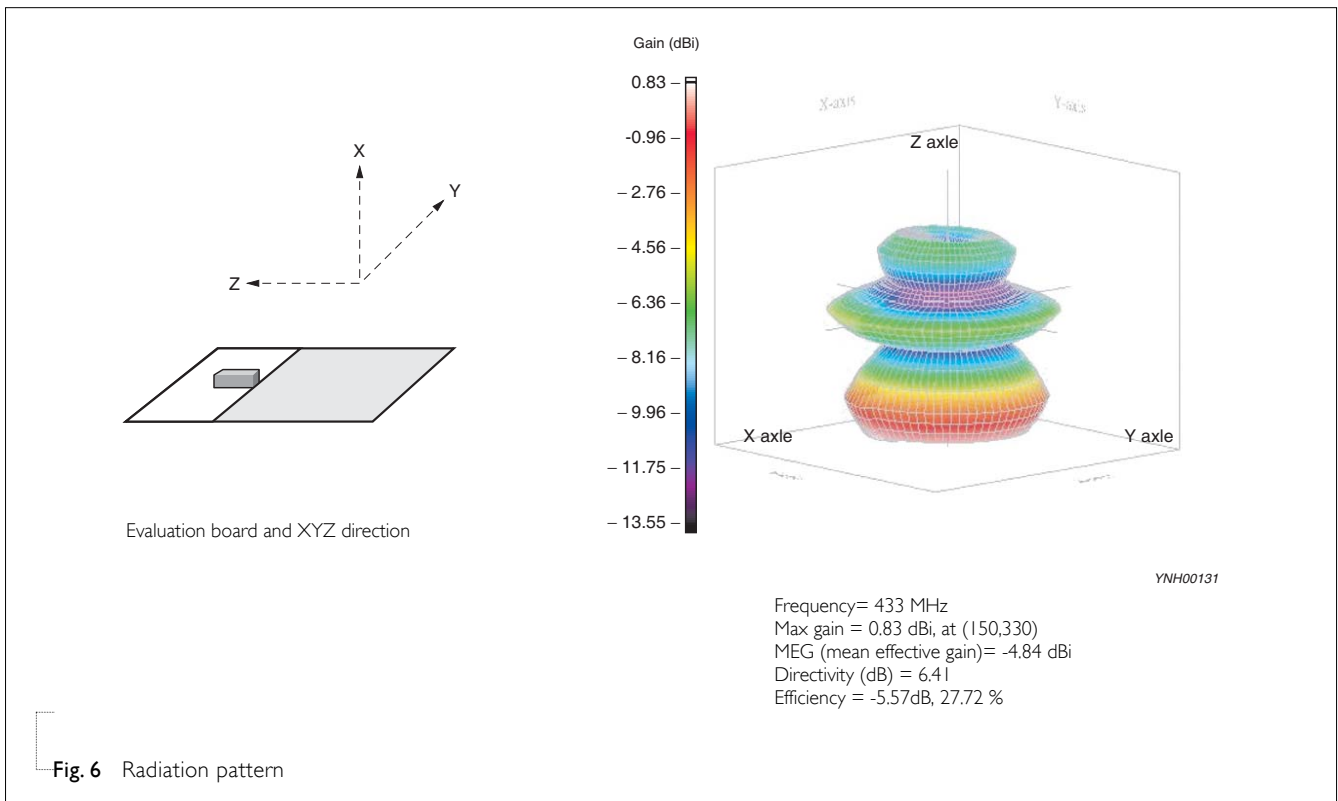 X
Y
Z
Evaluation board and XYZ direction
Gain (dBi)
0.83 –
-0.96 –
– 2.76 –
– 4.56 –
– 6.36 –
– 8.16 –
– 9.96 –
– 11.75 –
– 13.55 –
X-axis
Y-axis
Z axle
X axle
Y axle
YNH00131
Frequency= 433 MHz
Max gain = 0.83 dBi, at (150,330)
MEG (mean effective gain)= -4.84 dBi
Directivity (dB) = 6.41
Efficiency = -5.57dB, 27.72 %
Fig. 6 Radiation pattern